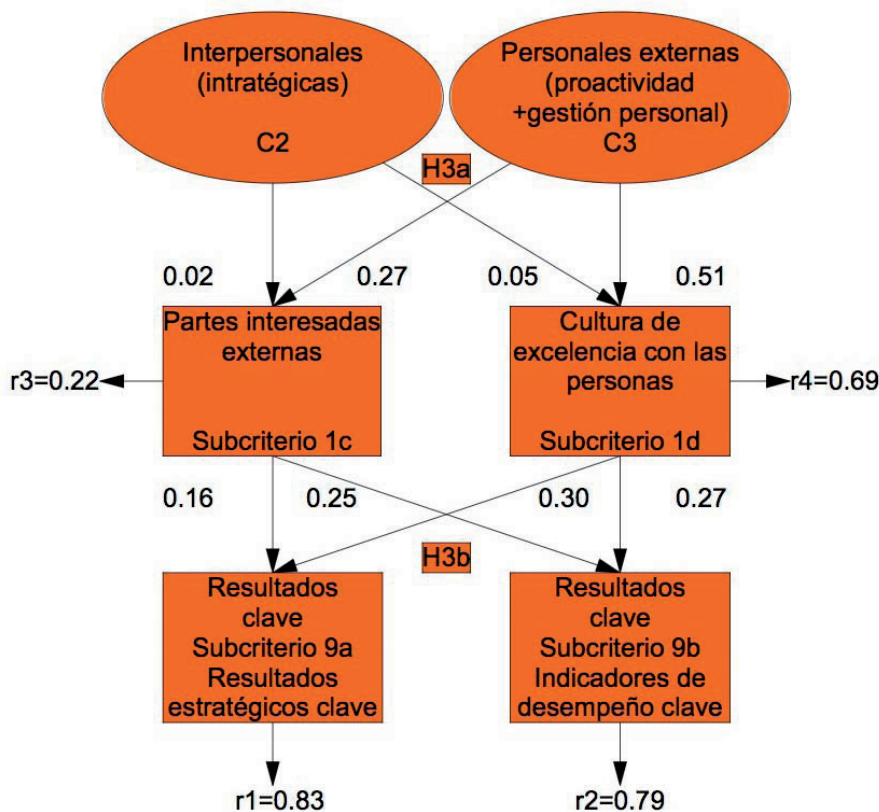 Interpersonales
(intratégicas)
C2
Personales externas
(proactividad
+gestión personal)
C3
H3a
0.02
0.27
0.05
0.51
Partes interesadas
externas
Subcriterio 1c
Cultura de
excelencia con las
personas
Subcriterio 1d
r3=0.22
r4=0.69
0.16
0.25
0.30
0.27
H3b
Resultados
clave
Subcriterio 9a
Resultados
estratégicos clave
Resultados
clave
Subcriterio 9b
Indicadores de
desempeño clave
r1=0.83
r2=0.79